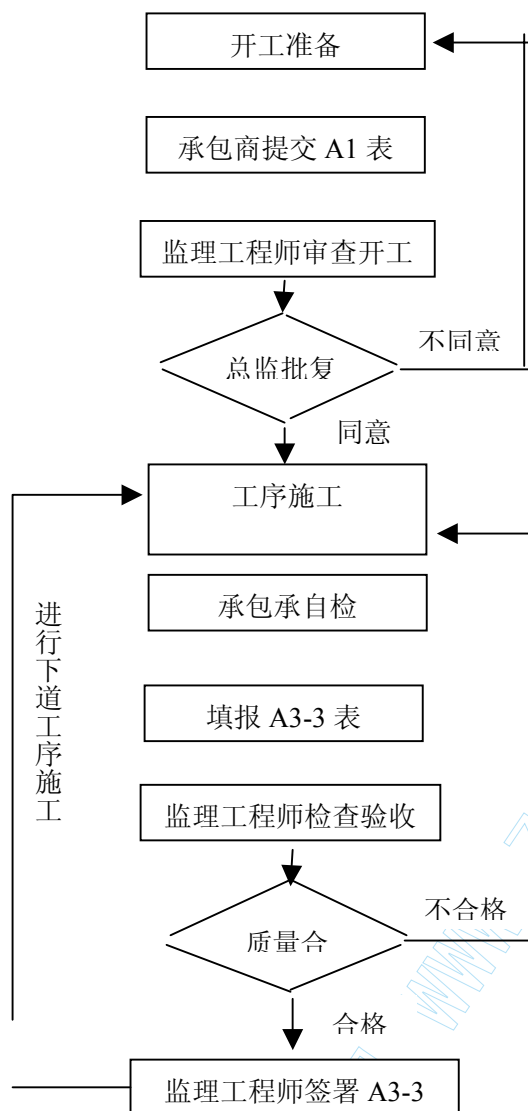 开工准备
承包商提交 A1 表
监理工程师审查开工
不同意
总监批复
同意
工序施工
承包承自检
进行下道工序施工
填报 A3-3 表
监理工程师检查验收
不合格
质量合
合格
监理工程师签署 A3-3